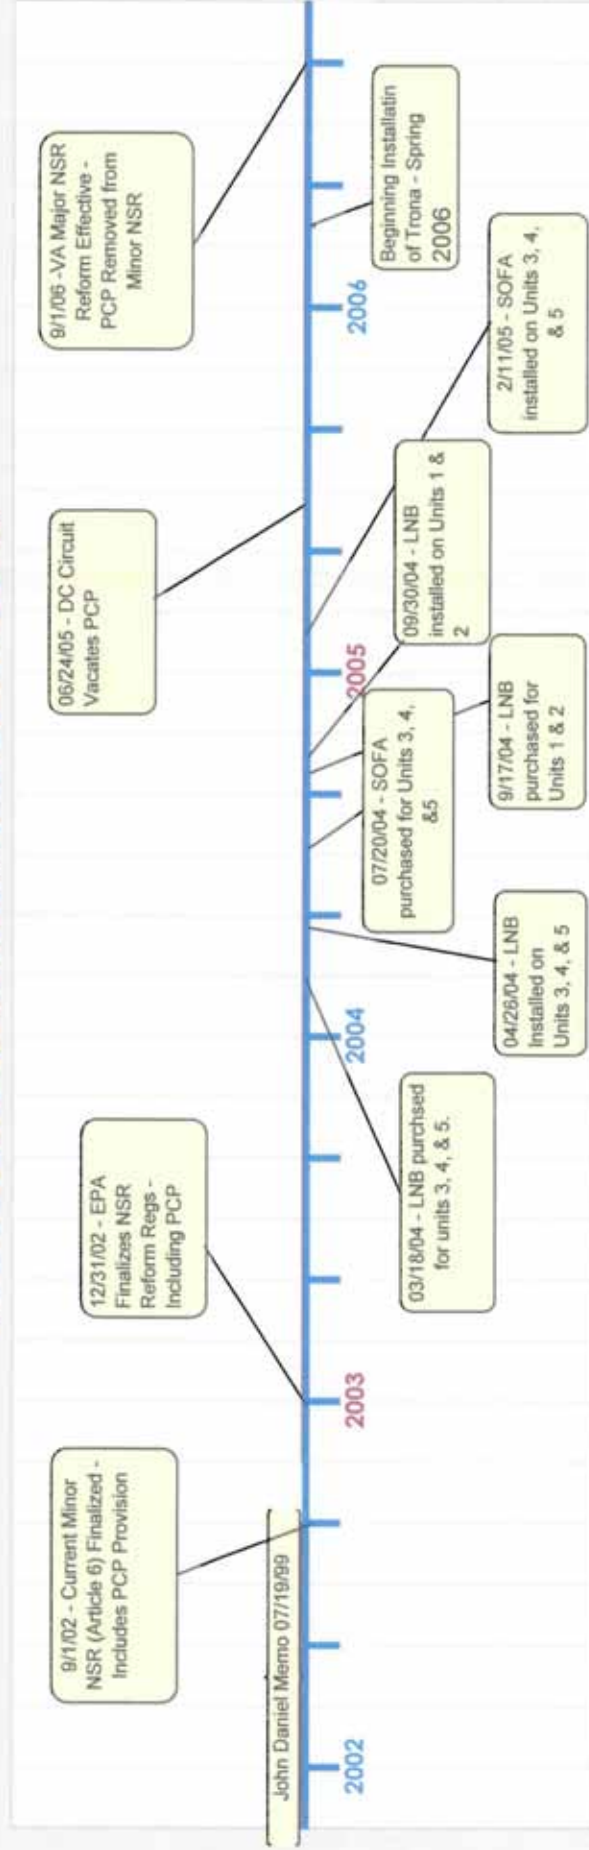 9/1/02 - Current Minor
NSR (Article 6) Finalized -
Includes PCP Provision
12/31/02 - EPA
Finalizes NSR
Reform Regs -
Including PCP
06/24/05 - DC Circuit
Vacates PCP
9/1/06 -VA Major NSR
Reform Effective -
PCP Removed from
Minor NSR
John Daniel Memo 07/19/99
2002
2003
2004
2005
2006
03/18/04 - LNB purchsed
for units 3, 4, & 5.
04/26/04 - LNB
Installed on
Units 3, 4, & 5
07/20/04 - SOFA
purchased for Units 3, 4,
&5
9/17/04 - LNB
purchased for
Units 1 & 2
09/30/04 - LNB
installed on Units 1 &
2
2/11/05 - SOFA
installed on Units 3, 4,
& 5
Beginning Installatin
of Trona - Spring
2006